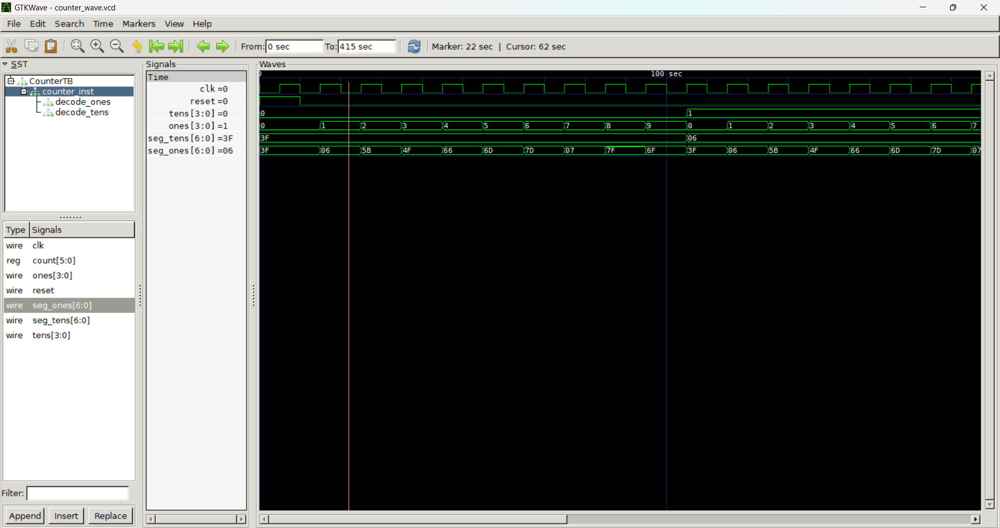 GTKWave - counter_wave.vcd
File Edit Search Time Markers View Help
From: 0 sec To: 415 sec Marker: 22 sec | Cursor: 62 sec
SST
CounterTB
counter_inst
decode_ones
decode_tens
Type Signals
wire clk
reg count[5:0]
wire ones[3:0]
wire reset
wire seg_ones[6:0]
wire seg_tens[6:0]
wire tens[3:0]
Filter:
Append Insert Replace
Signals
Time
clk =0
reset =0
tens[3:0] =0
ones[3:0] =1
seg_tens[6:0] =3F
seg_ones[6:0] =06
Waves
0 100 sec
0 1
0 1 2 3 4 5 6 7 8 9 0 1 2 3 4 5 6 7
3F 06
3F 06 5B 4F 66 6D 7D 07 7F 6F 3F 06 5B 4F 66 6D 7D 07